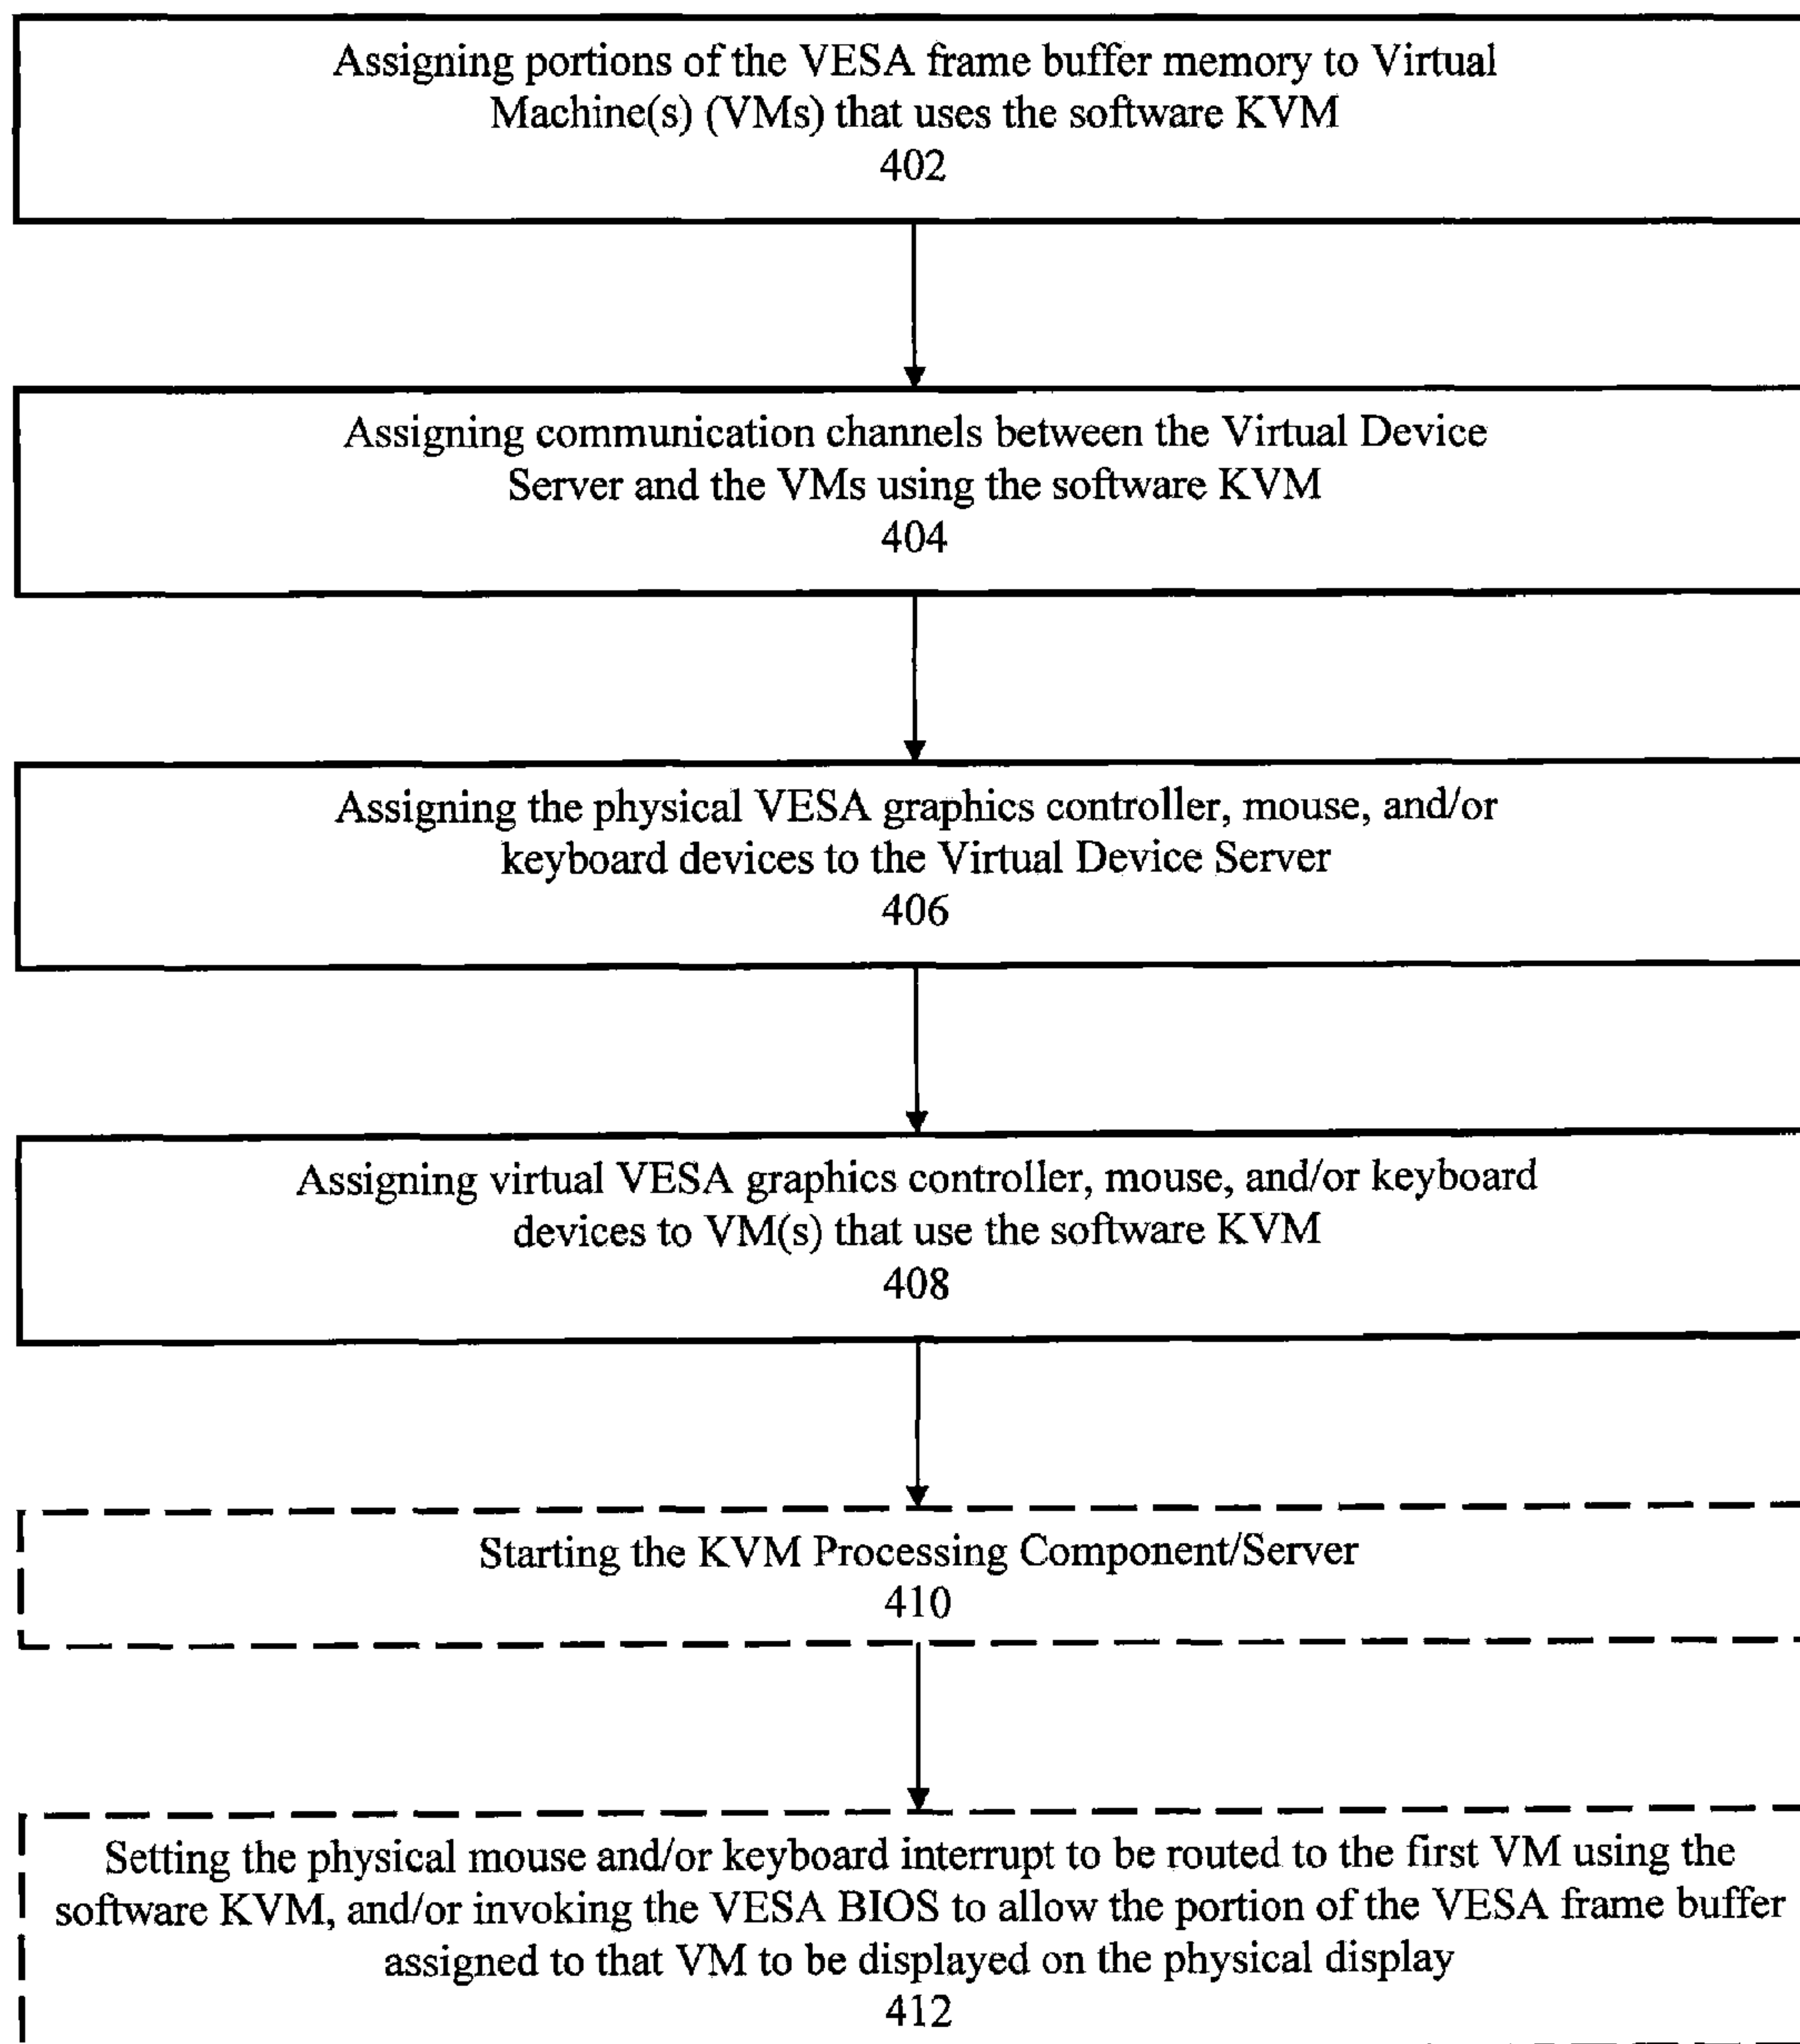 Assigning portions of the VESA frame buffer memory to Virtual
Machine(s) (VMs) that uses the software KVM
402
Assigning communication channels between the Virtual Device
Server and the VMs using the software KVM
404
Assigning the physical VESA graphics controller, mouse, and/or
keyboard devices to the Virtual Device Server
406
Assigning virtual VESA graphics controller, mouse, and/or keyboard
devices to VM(s) that use the software KVM
408
Starting the KVM Processing Component/Server
410
Setting the physical mouse and/or keyboard interrupt to be routed to the first VM using the
software KVM, and/or invoking the VESA BIOS to allow the portion of the VESA frame buffer
assigned to that VM to be displayed on the physical display
412